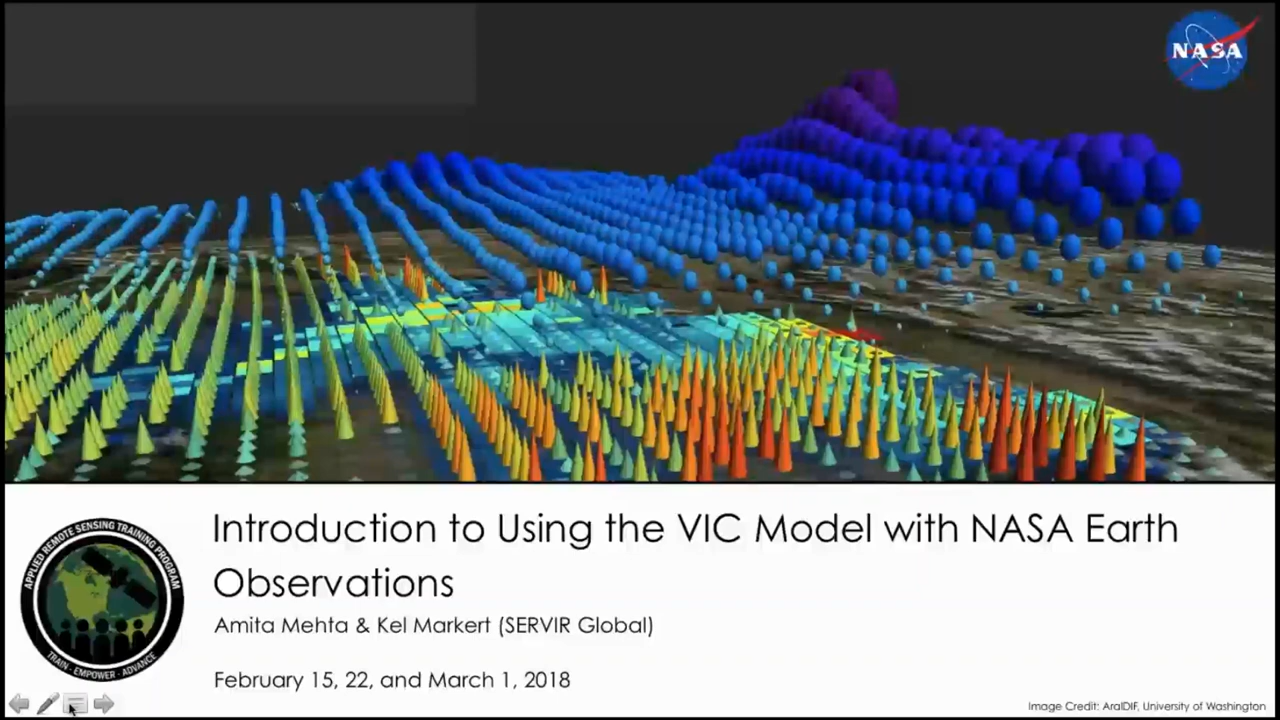 NASA
Introduction to Using the VIC Model with NASA Earth
Observations
APPLIED REMOTE SENSING TRAINING PROGRAM
Amita Mehta & Kel Markert (SERVIR Global)
TRAIN - EMPOWER - ADVANCE
February 15, 22, and March 1, 2018
Image Credit: AralDIF, University of Washington